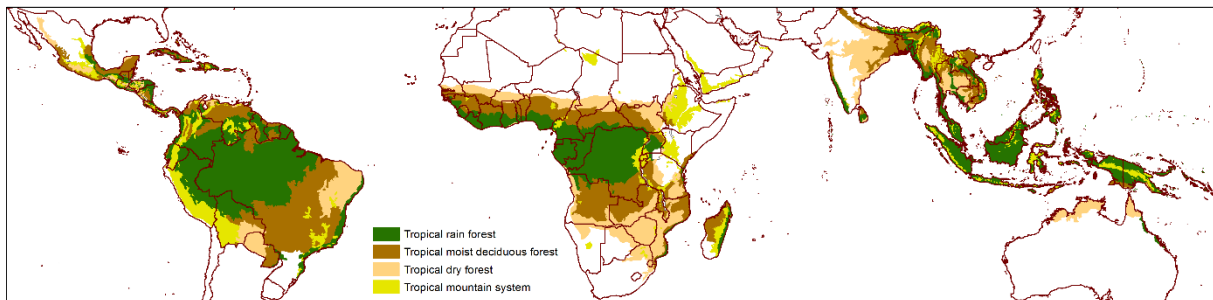 Tropical rain forest
Tropical moist deciduous forest
Tropical dry forest
Tropical mountain system